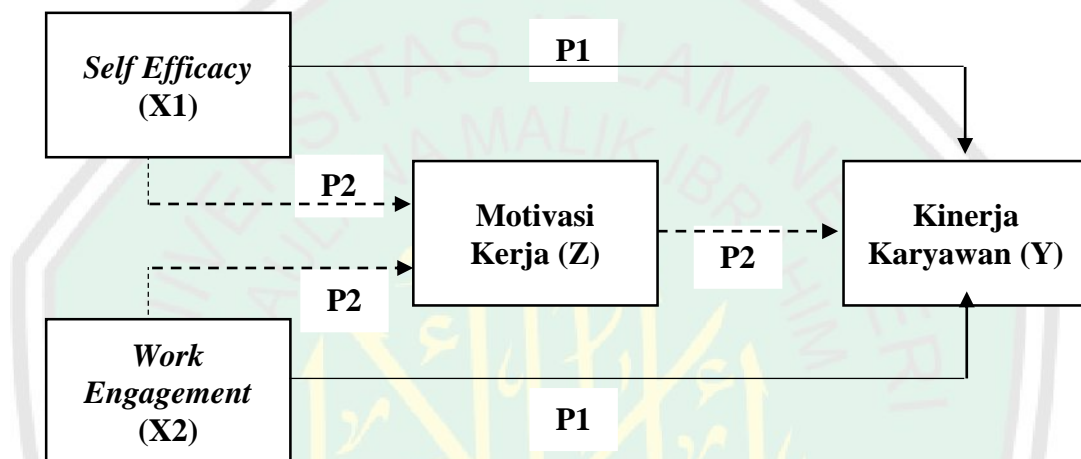 Self Efficacy
(X1)
P1
P2
Motivasi
Kerja (Z)
P2
Kinerja
Karyawan (Y)
P2
Work
Engagement
(X2)
P1